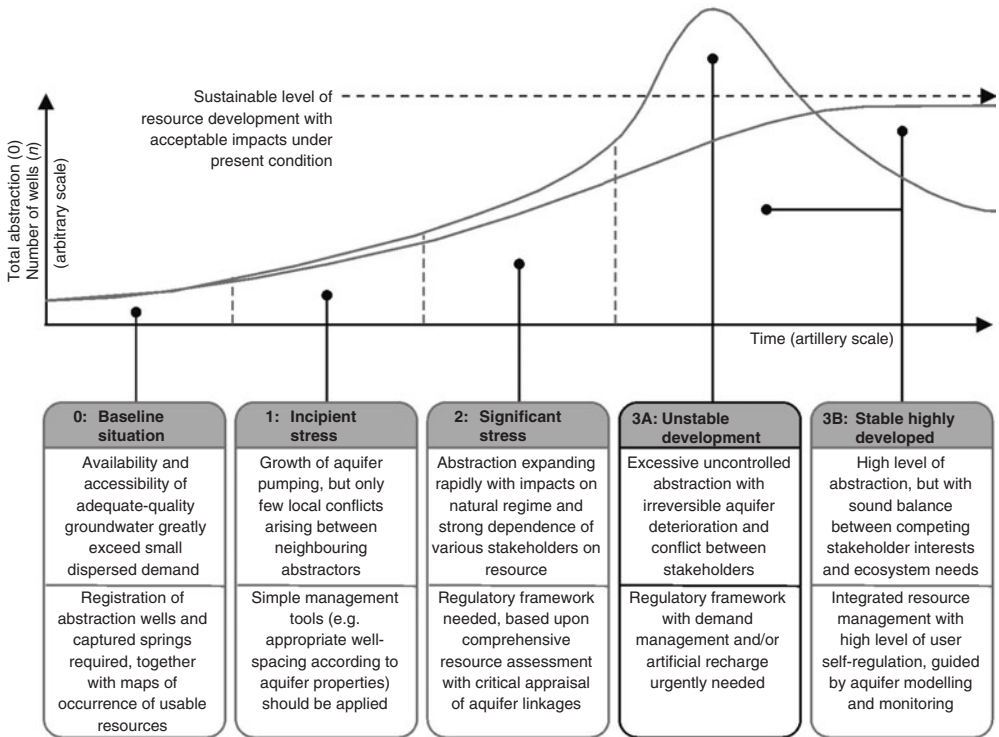 Sustainable level of
resource development with
acceptable impacts under
present condition
Total abstraction (0)
Number of wells (n)
(arbitrary scale)
Time (artillery scale)
0: Baseline
situation
Availability and
accessibility of
adequate-quality
groundwater greatly
exceed small
dispersed demand
Registration of
abstraction wells and
captured springs
required, together
with maps of
occurrence of usable
resources
1: Incipient
stress
Growth of aquifer
pumping, but only
few local conflicts
arising between
neighbouring
abstractors
Simple management
tools (e.g.
appropriate well-
spacing according to
aquifer properties)
should be applied
2: Significant
stress
Abstraction expanding
rapidly with impacts on
natural regime and
strong dependence of
various stakeholders on
resource
Regulatory framework
needed, based upon
comprehensive
resource assessment
with critical appraisal
of aquifer linkages
3A: Unstable
development
Excessive uncontrolled
abstraction with
irreversible aquifer
deterioration and
conflict between
stakeholders
Regulatory framework
with demand
management and/or
artificial recharge
urgently needed
3B: Stable highly
developed
High level of
abstraction, but with
sound balance
between competing
stakeholder interests
and ecosystem needs
Integrated resource
management with
high level of user
self-regulation, guided
by aquifer modelling
and monitoring